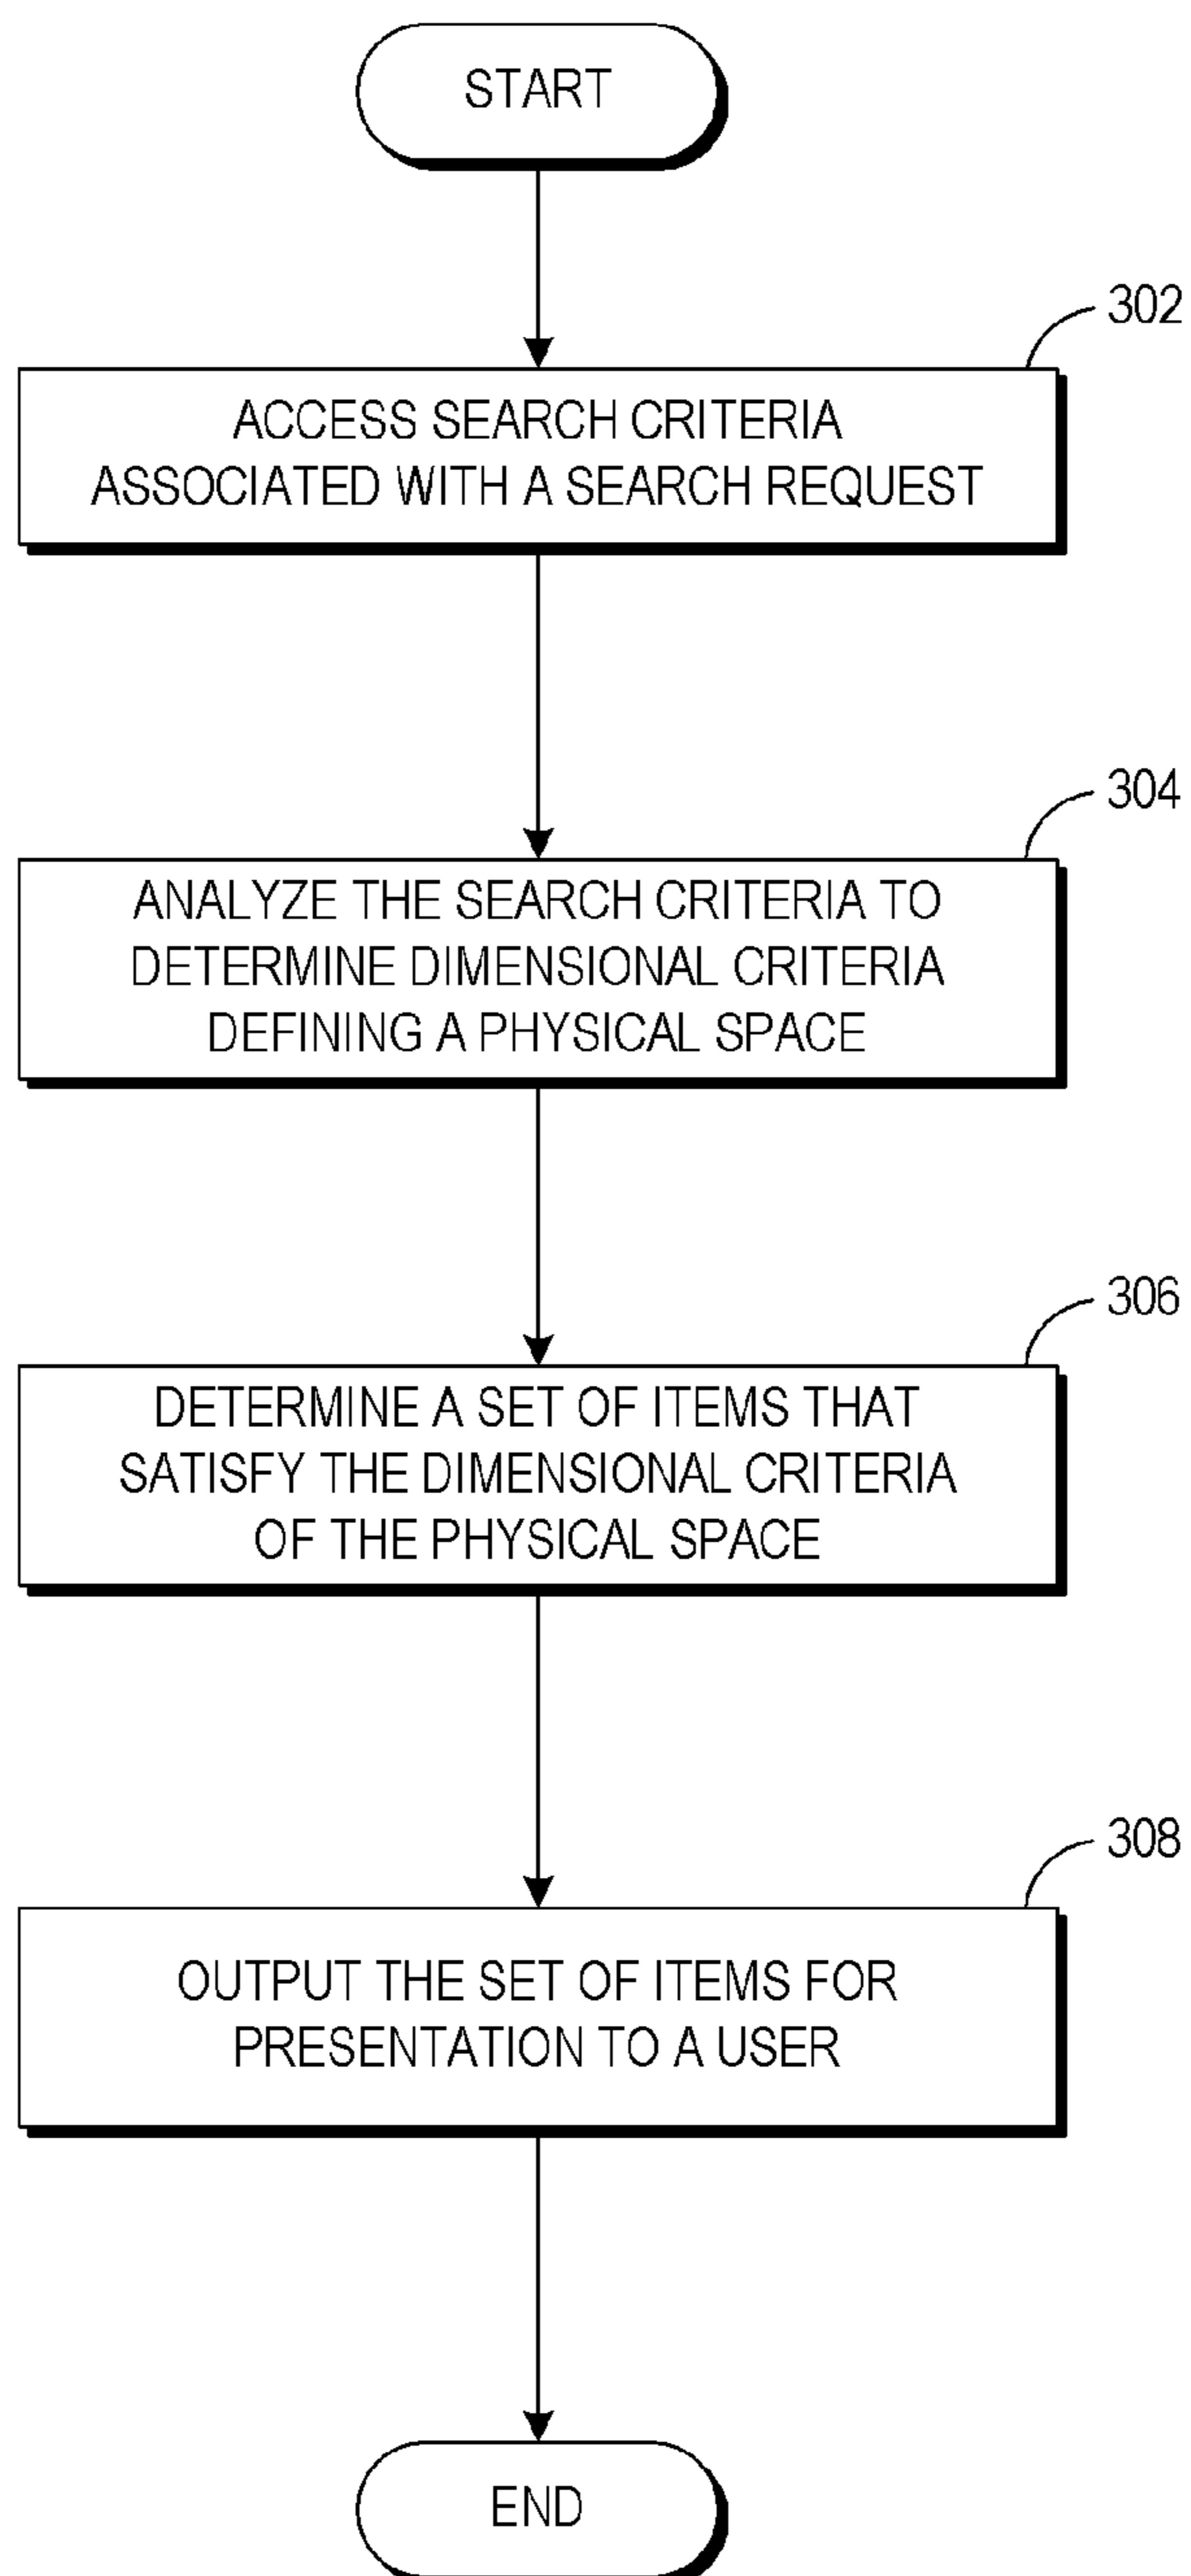 START
302
ACCESS SEARCH CRITERIA
ASSOCIATED WITH A SEARCH REQUEST
304
ANALYZE THE SEARCH CRITERIA TO
DETERMINE DIMENSIONAL CRITERIA
DEFINING A PHYSICAL SPACE
306
DETERMINE A SET OF ITEMS THAT
SATISFY THE DIMENSIONAL CRITERIA
OF THE PHYSICAL SPACE
308
OUTPUT THE SET OF ITEMS FOR
PRESENTATION TO A USER
END